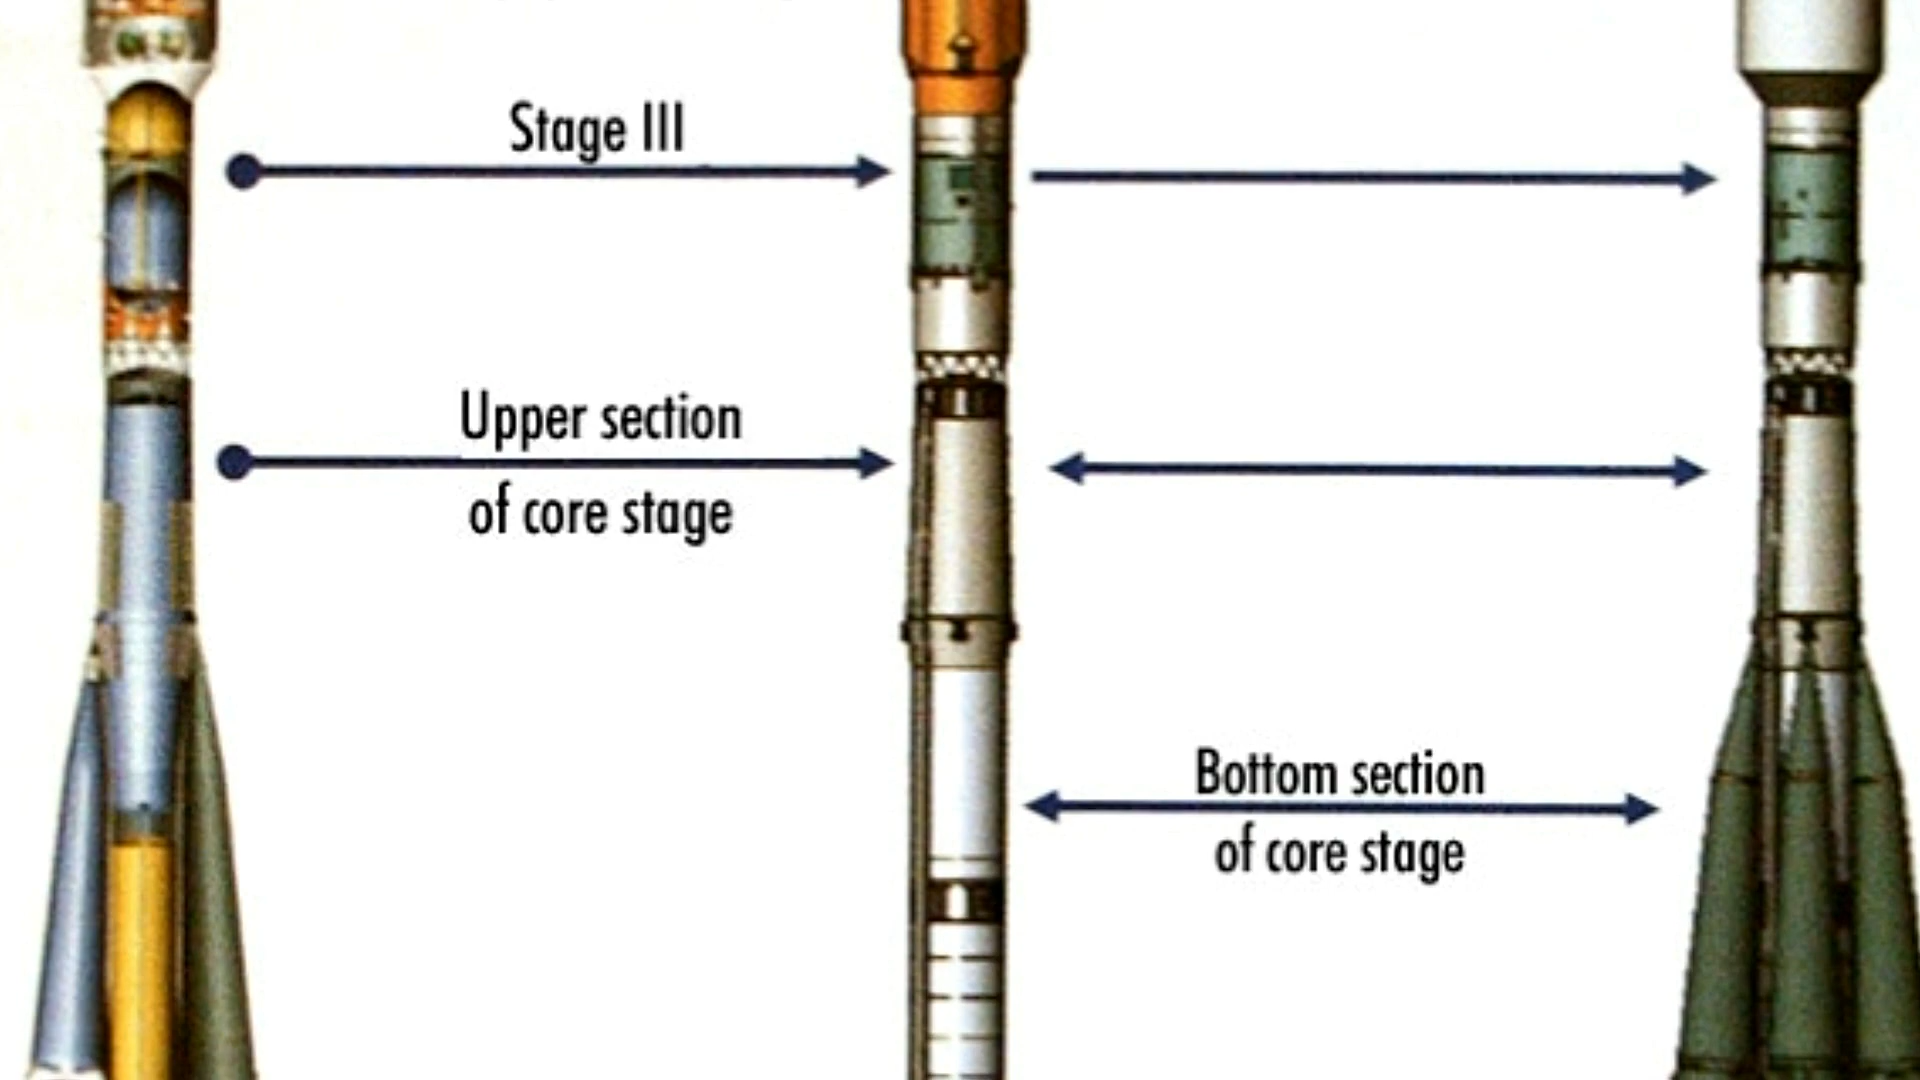 Stage III
Upper section
of core stage
Bottom section
of core stage